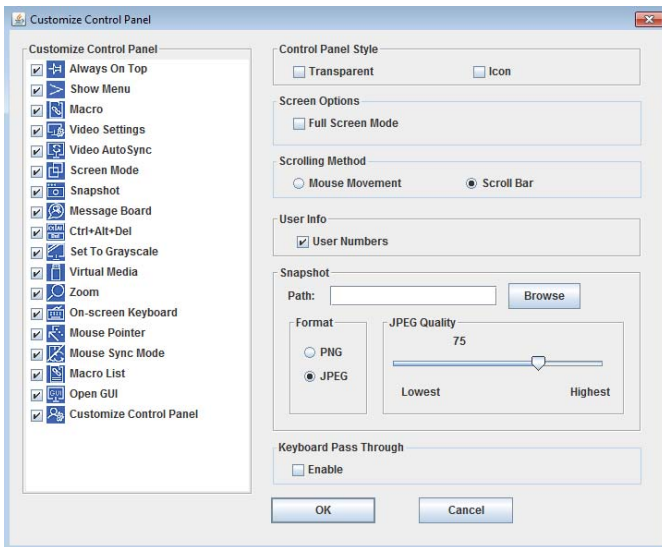 Customize Control Panel
Customize Control Panel
Always On Top
Show Menu
Macro
Video Settings
Video AutoSync
Screen Mode
Snapshot
Message Board
Ctrl+Alt+Del
Set To Grayscale
Virtual Media
Zoom
On-screen Keyboard
Mouse Pointer
Mouse Sync Mode
Macro List
Open GUI
Customize Control Panel
Control Panel Style
Transparent Icon
Screen Options
Full Screen Mode
Scrolling Method
Mouse Movement Scroll Bar
User Info
User Numbers
Snapshot
Path: Browse
Format
PNG
JPEG
JPEG Quality
75
Lowest Highest
Keyboard Pass Through
Enable
OK Cancel